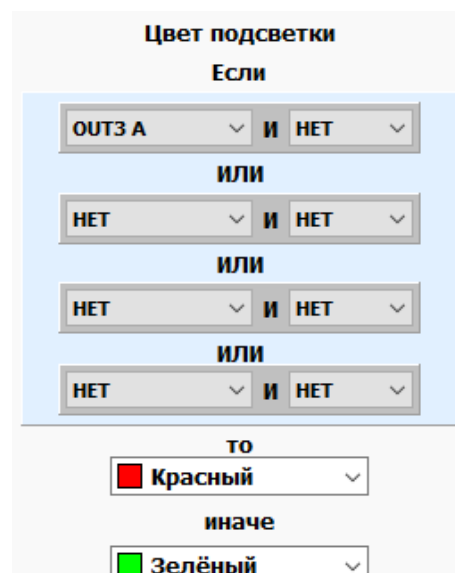 Цвет подсветки
Если
OUT3 A И НЕТ
ИЛИ
НЕТ И НЕТ
ИЛИ
НЕТ И НЕТ
ИЛИ
НЕТ И НЕТ
то
Красный
иначе
Зелёный